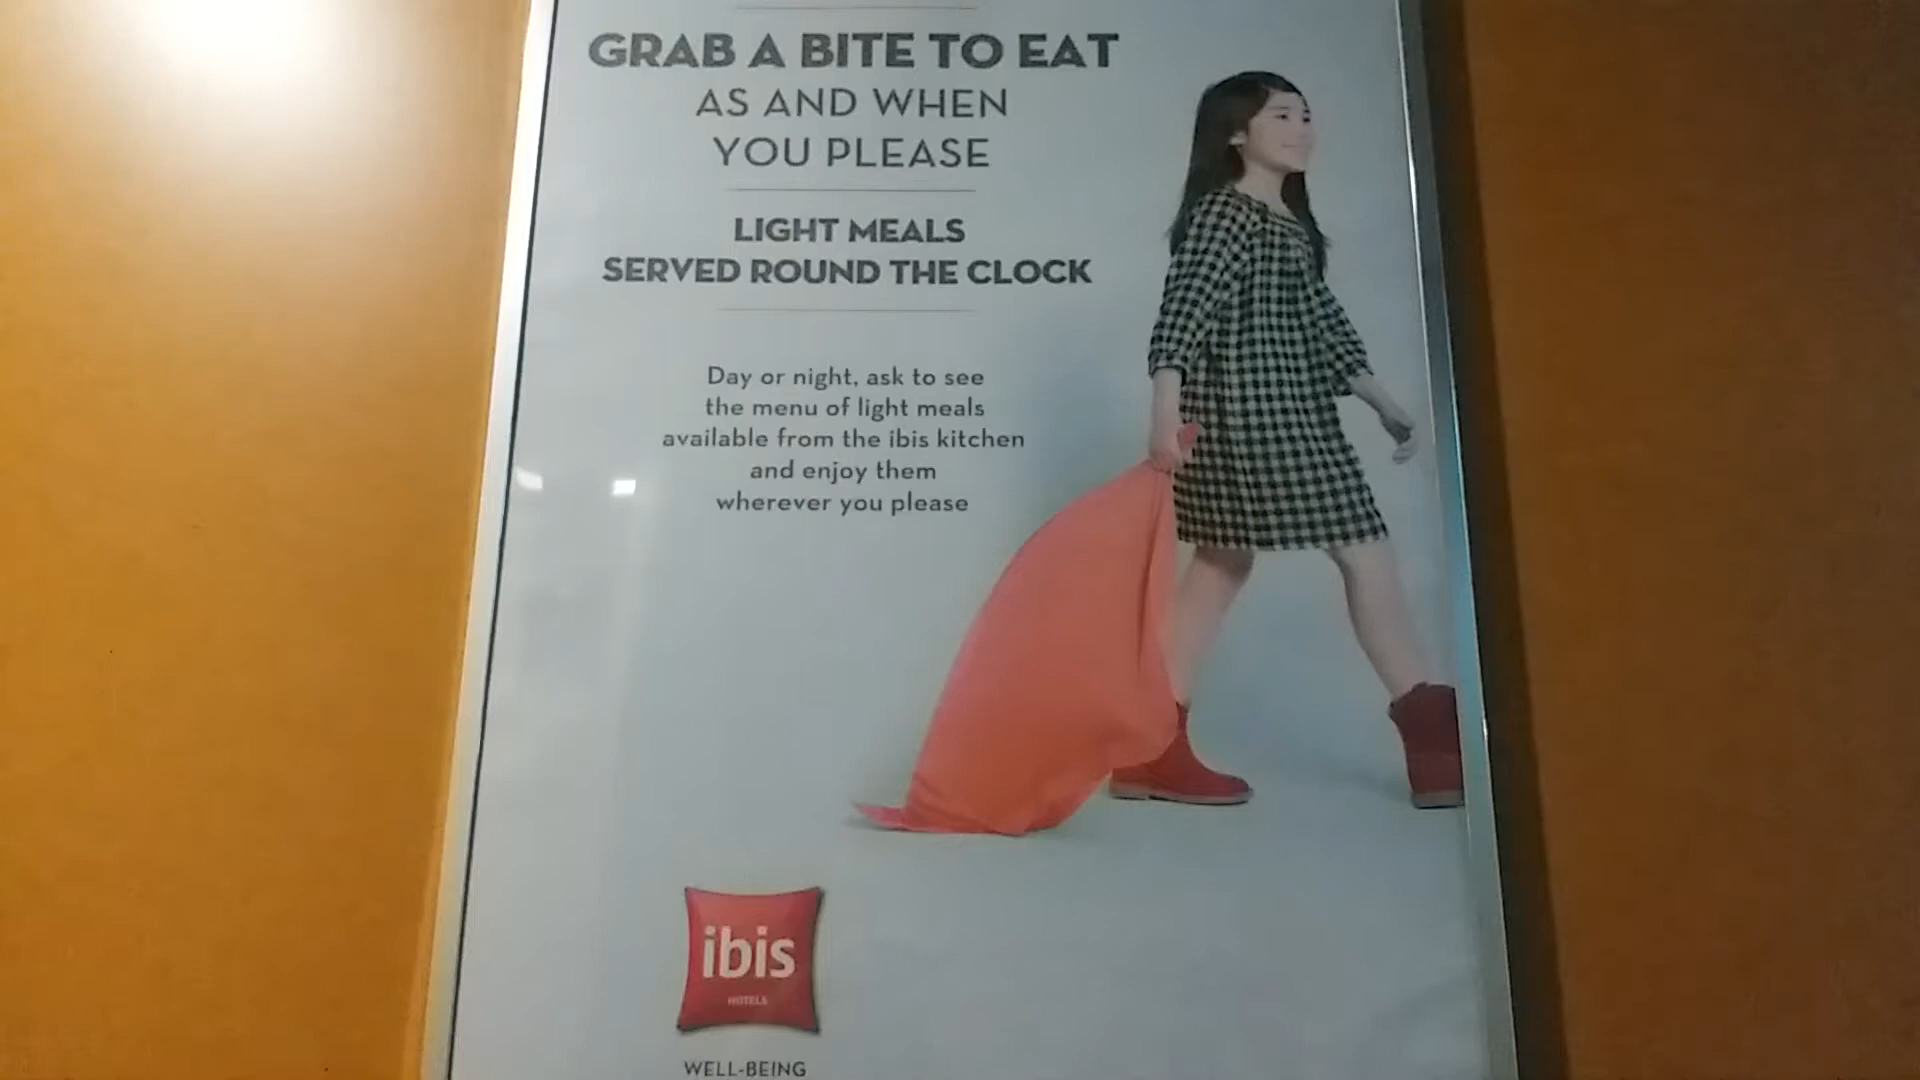 GRAB A BITE TO EAT
AS AND WHEN
YOU PLEASE
LIGHT MEALS
SERVED ROUND THE CLOCK
Day or night, ask to see
the menu of light meals
available from the ibis kitchen
and enjoy them
wherever you please
ibis
HOTELS
WELL-BEING